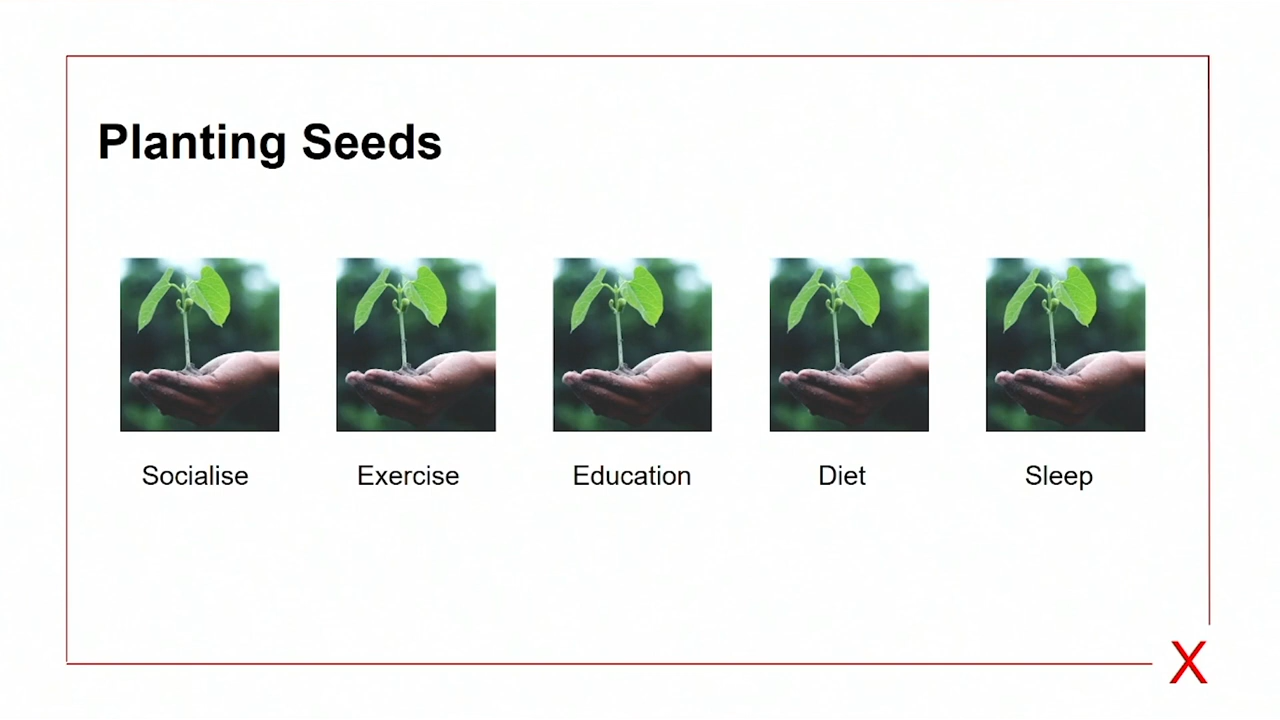 Planting Seeds
Socialise
Exercise
Education
Diet
Sleep
X